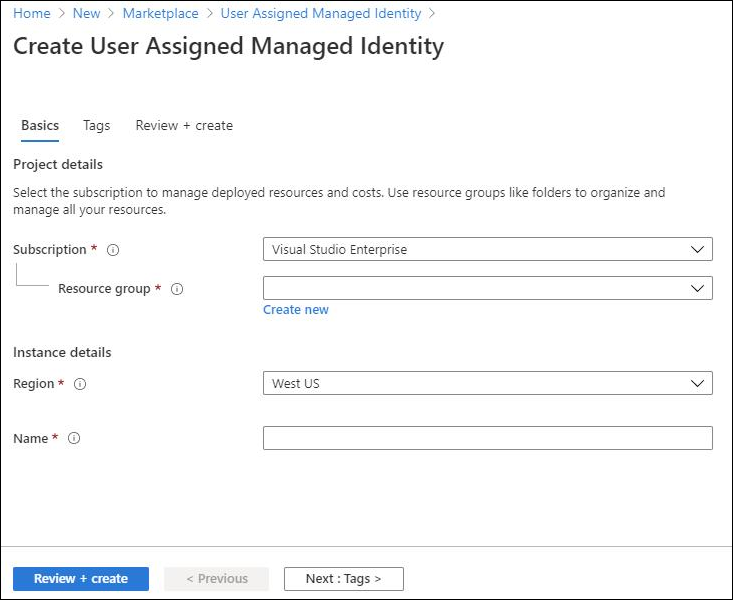 Home > New > Marketplace > User Assigned Managed Identity >
Create User Assigned Managed Identity
Basics Tags Review + create
Project details
Select the subscription to manage deployed resources and costs. Use resource groups like folders to organize and
manage all your resources.
Subscription * Visual Studio Enterprise
Resource group *
Create new
Instance details
Region * West US
Name *
Review + create < Previous Next : Tags >